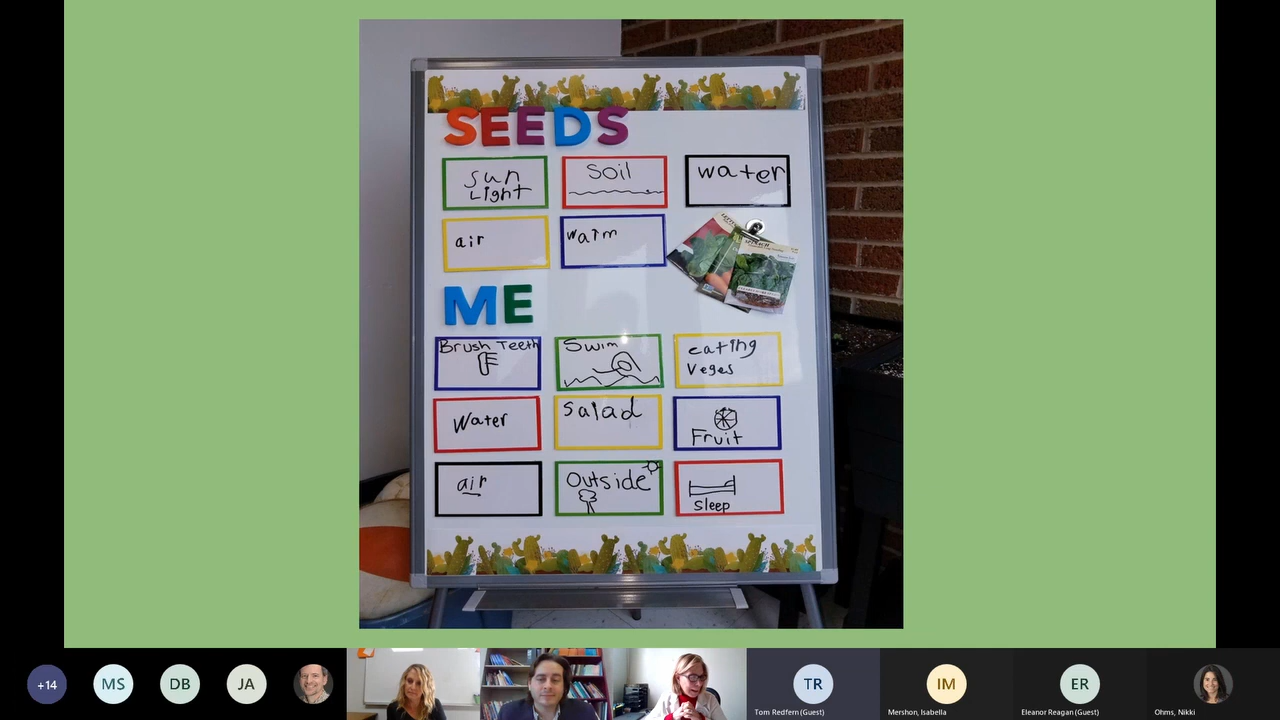 SEEDS
sun
Light
Soil
water
air
warm
ME
Brush Teeth
Swim
eating
Veges
Water
Salad
Fruit
air
Outside
Sleep
+14
MS
DB
JA
TR
IM
ER
Tom Redfern (Guest)
Mershon, Isabella
Eleanor Reagan (Guest)
Ohms, Nikki